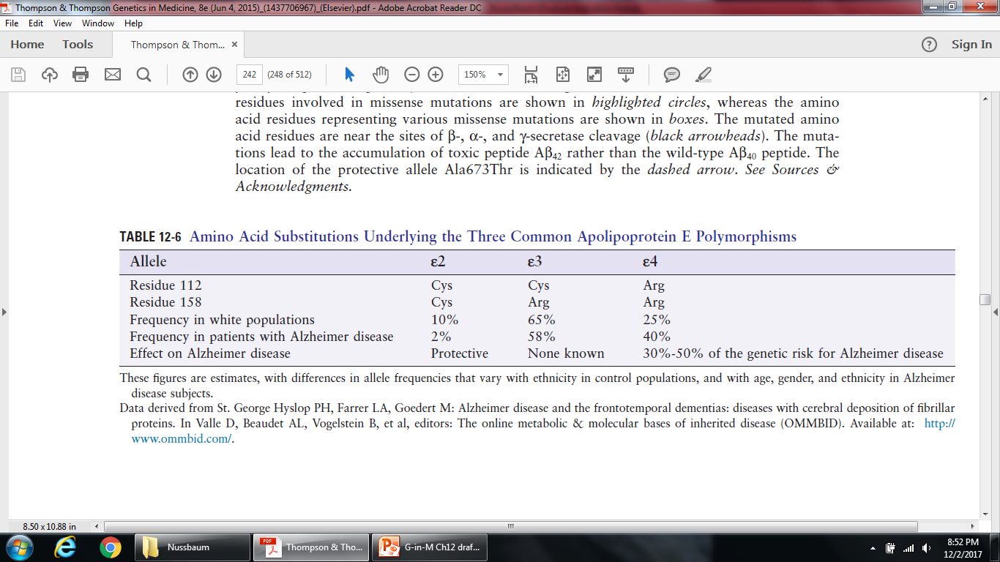 Thompson & Thompson Genetics in Medicine, 8e (Jun 4, 2015)_(1437706967)_(Elsevier).pdf - Adobe Acrobat Reader DC
File Edit View Window Help
Home Tools Thompson & Thom... × ? Sign In
242 (248 of 512) 150%
residues involved in missense mutations are shown in highlighted circles, whereas the amino
acid residues representing various missense mutations are shown in boxes. The mutated amino
acid residues are near the sites of β-, α-, and γ-secretase cleavage (black arrowheads). The muta-
tions lead to the accumulation of toxic peptide Aβ42 rather than the wild-type Aβ40 peptide. The
location of the protective allele Ala673Thr is indicated by the dashed arrow. See Sources &
Acknowledgments.
TABLE 12-6 Amino Acid Substitutions Underlying the Three Common Apolipoprotein E Polymorphisms
Allele ε2 ε3 ε4
Residue 112 Cys Cys Arg
Residue 158 Cys Arg Arg
Frequency in white populations 10% 65% 25%
Frequency in patients with Alzheimer disease 2% 58% 40%
Effect on Alzheimer disease Protective None known 30%-50% of the genetic risk for Alzheimer disease
These figures are estimates, with differences in allele frequencies that vary with ethnicity in control populations, and with age, gender, and ethnicity in Alzheimer
disease subjects.
Data derived from St. George Hyslop PH, Farrer LA, Goedert M: Alzheimer disease and the frontotemporal dementias: diseases with cerebral deposition of fibrillar
proteins. In Valle D, Beaudet AL, Vogelstein B, et al, editors: The online metabolic & molecular bases of inherited disease (OMMBID). Available at: http://
www.ommbid.com/.
8.50 x 10.88 in
Nussbaum PDF Thompson & Tho... G-in-M Ch12 draf...
8:52 PM
12/2/2017